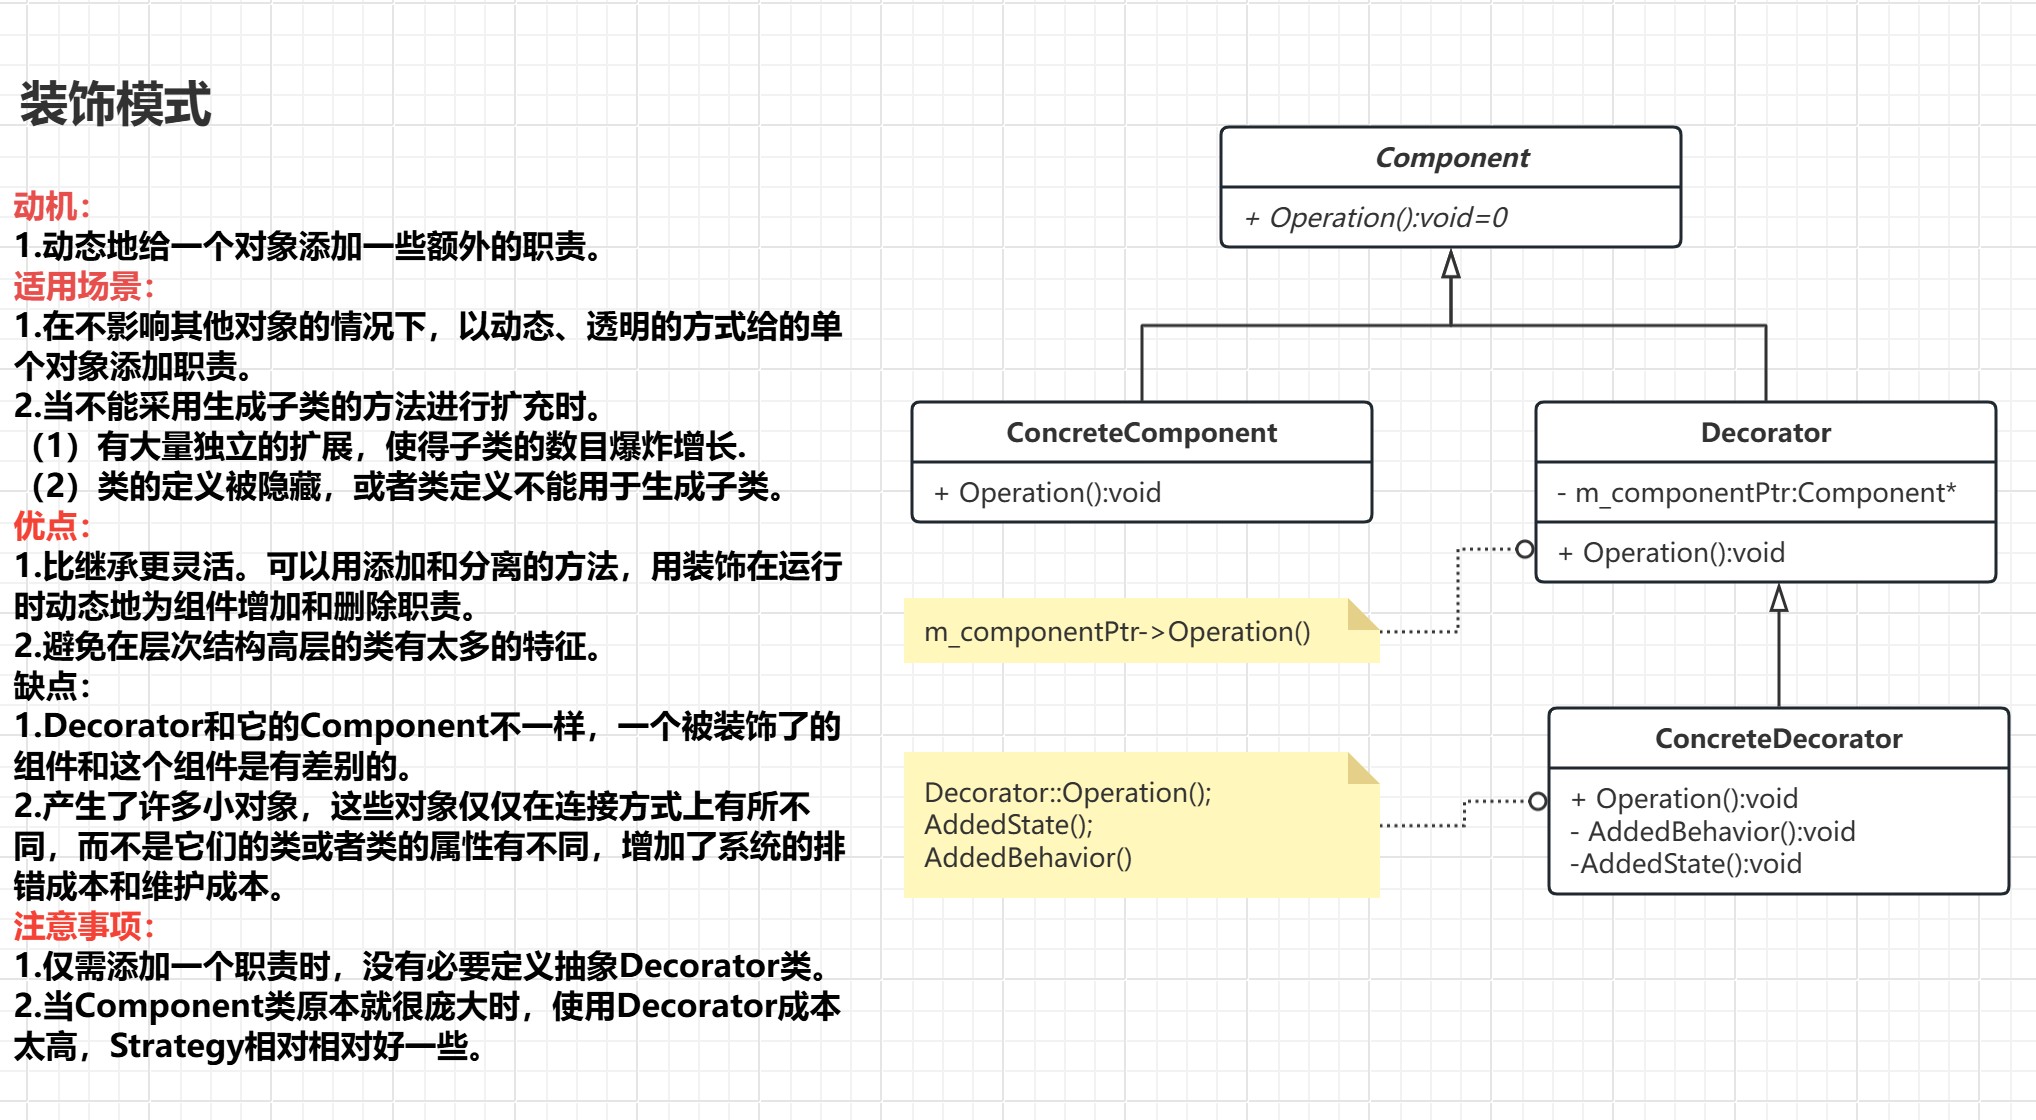 装饰模式
动机：
1.动态地给一个对象添加一些额外的职责。
适用场景：
1.在不影响其他对象的情况下，以动态、透明的方式给的单
个对象添加职责。
2.当不能采用生成子类的方法进行扩充时。
（1）有大量独立的扩展，使得子类的数目爆炸增长.
（2）类的定义被隐藏，或者类定义不能用于生成子类。
优点：
1.比继承更灵活。可以用添加和分离的方法，用装饰在运行
时动态地为组件增加和删除职责。
2.避免在层次结构高层的类有太多的特征。
缺点：
1.Decorator和它的Component不一样，一个被装饰了的
组件和这个组件是有差别的。
2.产生了许多小对象，这些对象仅仅在连接方式上有所不
同，而不是它们的类或者类的属性有不同，增加了系统的排
错成本和维护成本。
注意事项：
1.仅需添加一个职责时，没有必要定义抽象Decorator类。
2.当Component类原本就很庞大时，使用Decorator成本
太高，Strategy相对相对好一些。
Component
+ Operation():void=0
ConcreteComponent
+ Operation():void
Decorator
- m_componentPtr:Component*
+ Operation():void
m_componentPtr->Operation()
Decorator::Operation();
AddedState();
AddedBehavior()
ConcreteDecorator
+ Operation():void
- AddedBehavior():void
-AddedState():void